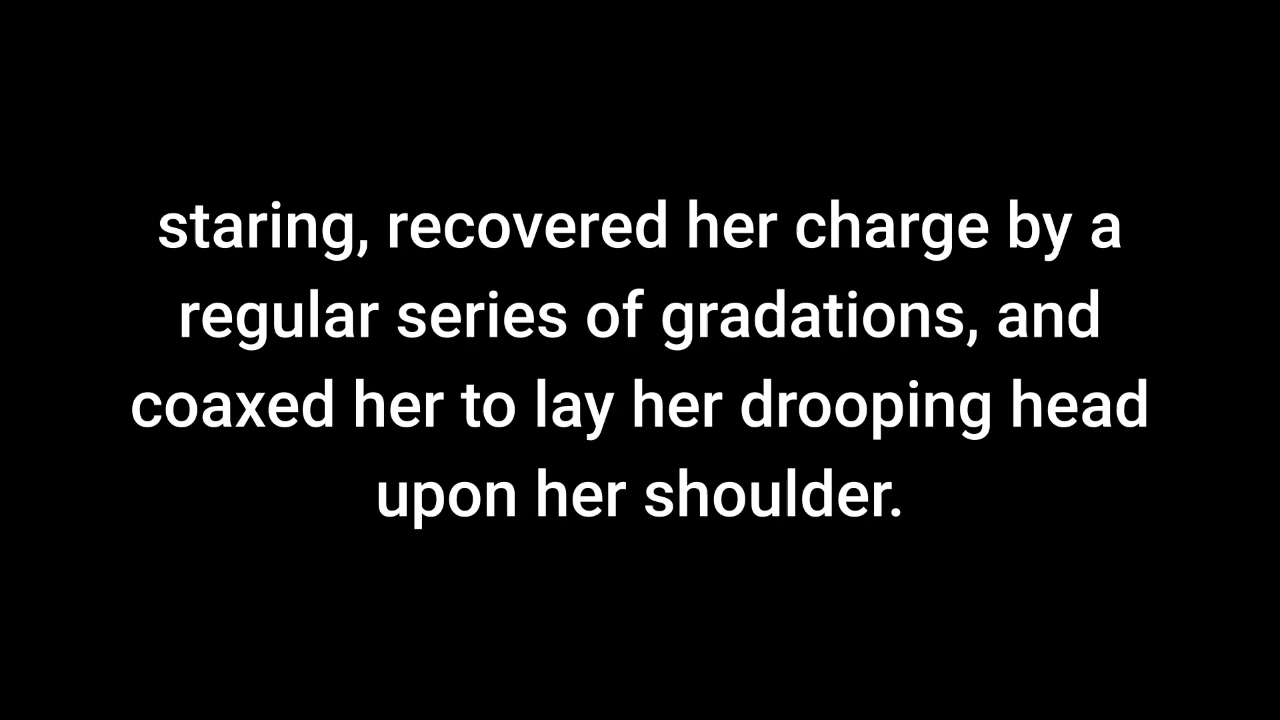 staring, recovered her charge by a
regular series of gradations, and
coaxed her to lay her drooping head
upon her shoulder.